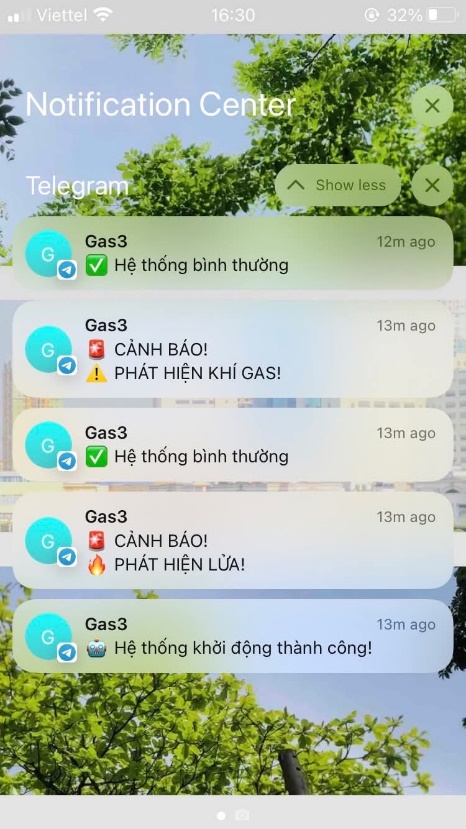 Viettel 16:30 32%
Notification Center
Telegram Show less
Gas3 12m ago
✅ Hệ thống bình thường
Gas3 13m ago
🚨 CẢNH BÁO!
⚠️ PHÁT HIỆN KHÍ GAS!
Gas3 13m ago
✅ Hệ thống bình thường
Gas3 13m ago
🚨 CẢNH BÁO!
🔥 PHÁT HIỆN LỬA!
Gas3 13m ago
🤖 Hệ thống khởi động thành công!